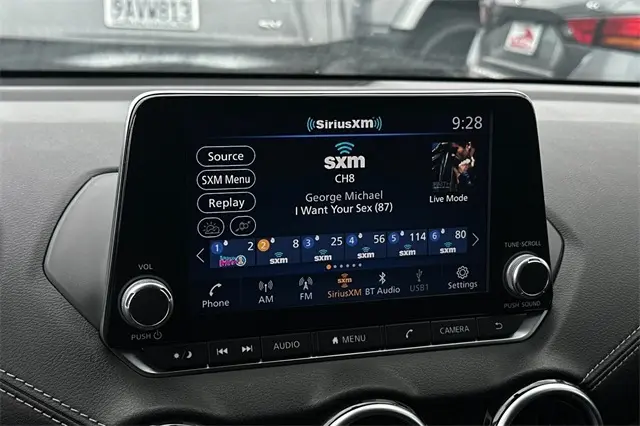 9AVW813
SiriusXM
9:28
Source
SXM Menu
Replay
sxm
CH8
George Michael
I Want Your Sex (87)
Live Mode
1 2
2 8 sxm
3 25 sxm
4 56 sxm
5 114 sxm
6 80 sxm
Phone
AM
FM
SiriusXM
BT Audio
USB1
Settings
VOL
PUSH
TUNE·SCROLL
PUSH SOUND
AUDIO
MENU
CAMERA